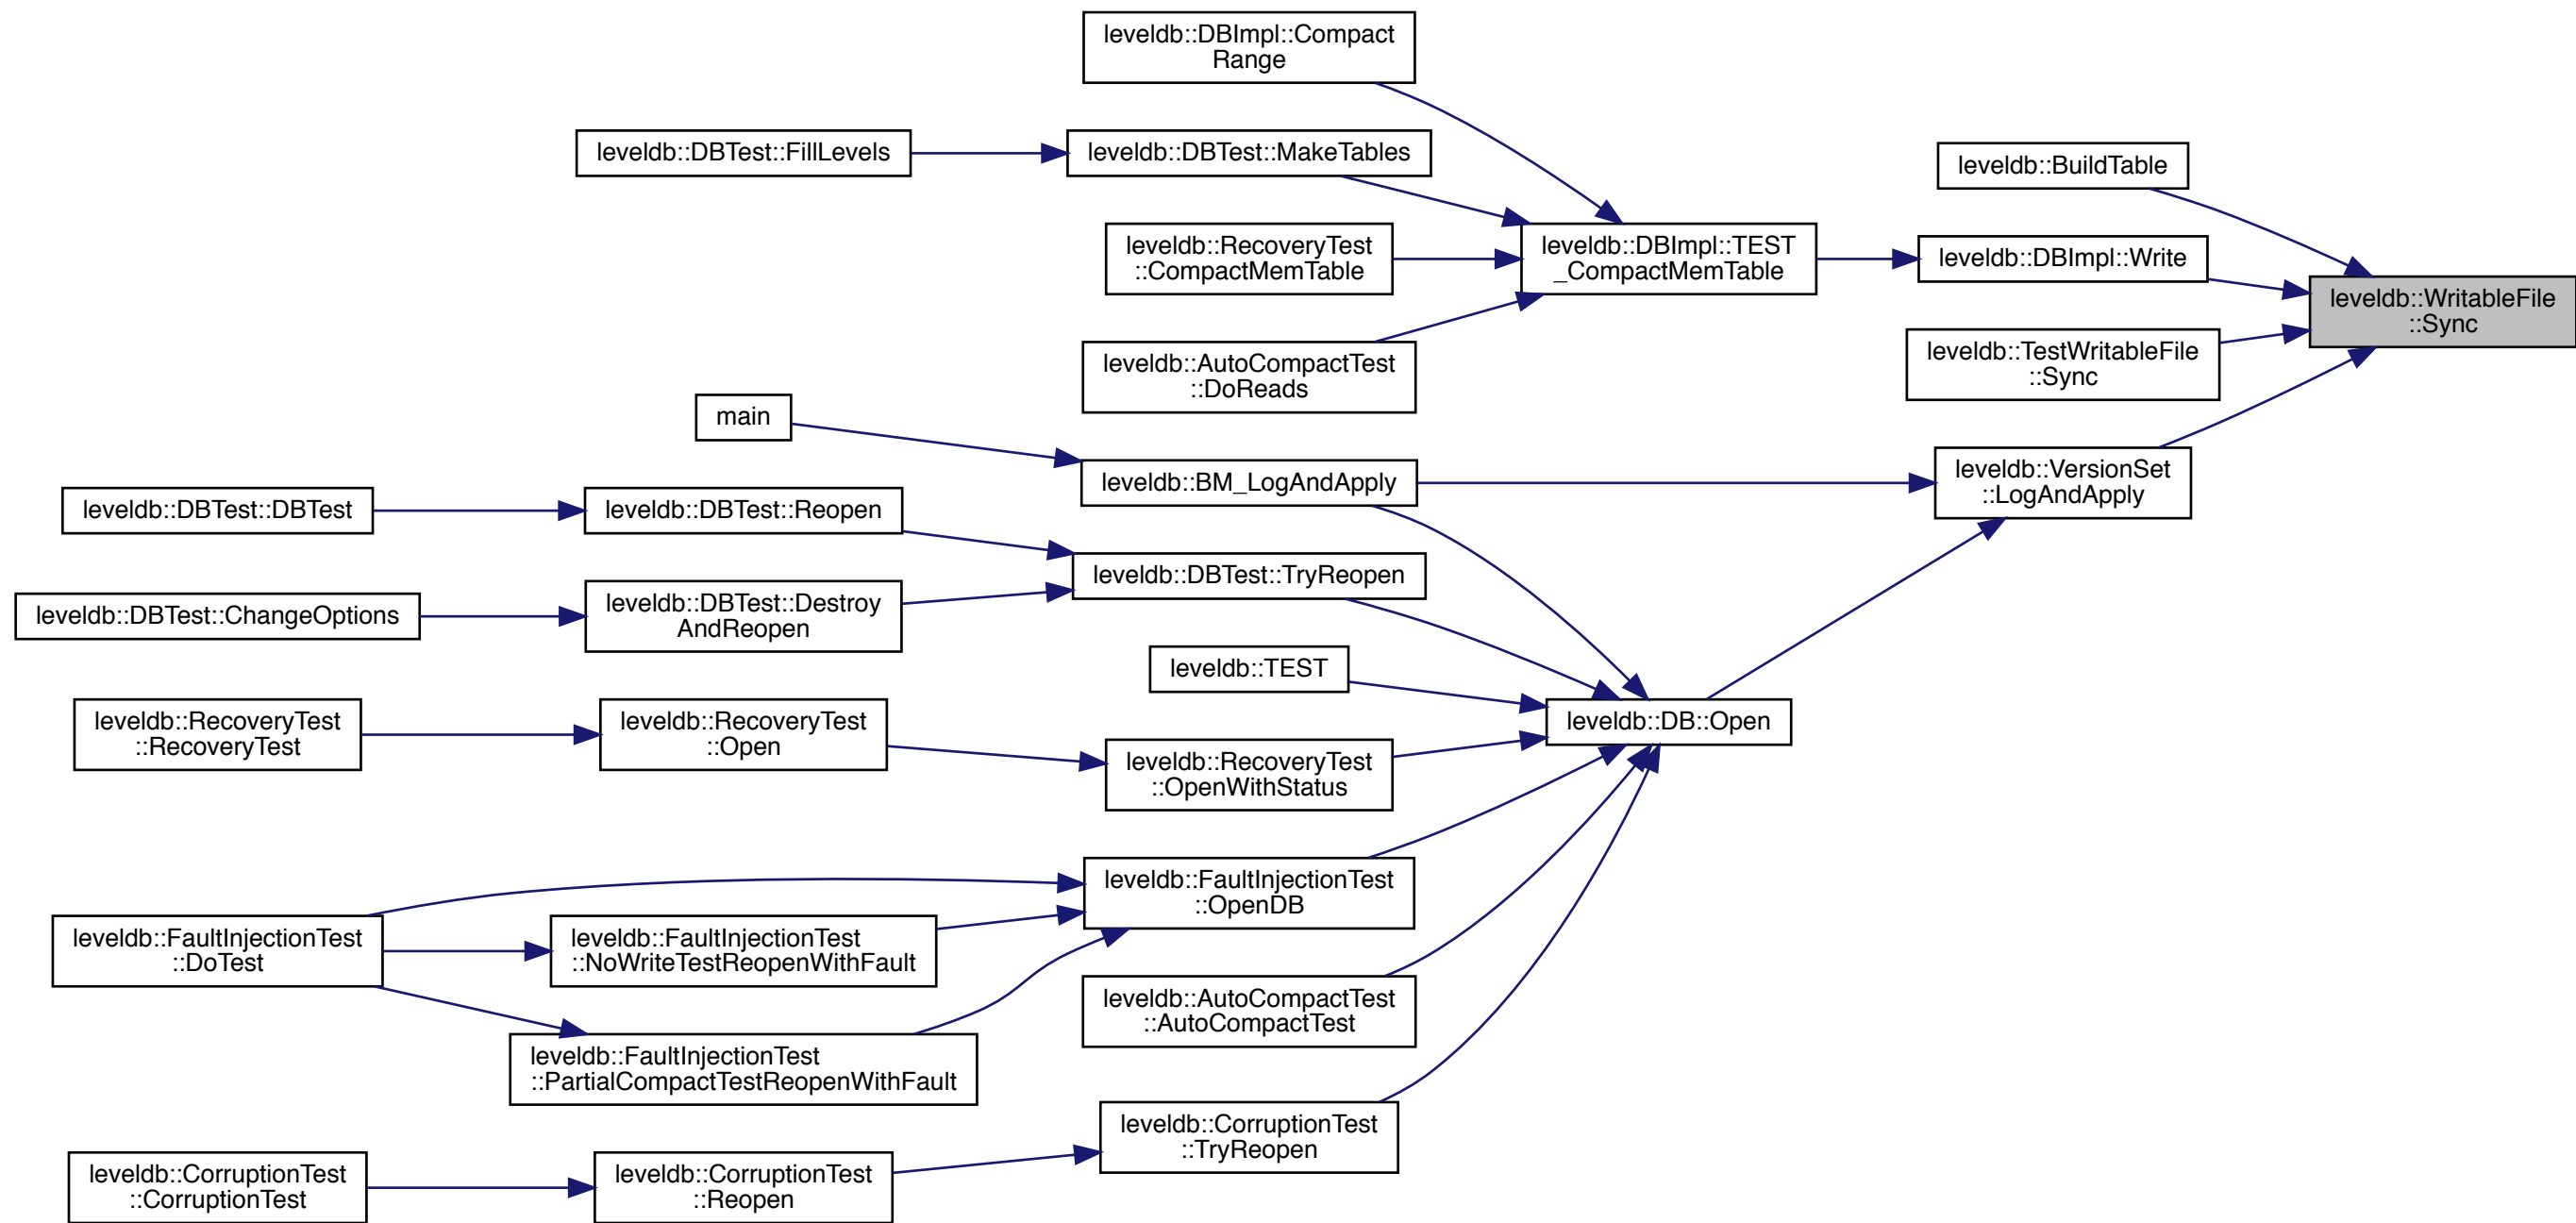 leveldb::DBImpl::Compact
Range
leveldb::DBTest::FillLevels
leveldb::DBTest::MakeTables
leveldb::BuildTable
leveldb::RecoveryTest
::CompactMemTable
leveldb::DBImpl::TEST
_CompactMemTable
leveldb::DBImpl::Write
leveldb::WritableFile
::Sync
leveldb::TestWritableFile
::Sync
leveldb::AutoCompactTest
::DoReads
main
leveldb::BM_LogAndApply
leveldb::VersionSet
::LogAndApply
leveldb::DBTest::DBTest
leveldb::DBTest::Reopen
leveldb::DBTest::TryReopen
leveldb::DBTest::ChangeOptions
leveldb::DBTest::Destroy
AndReopen
leveldb::TEST
leveldb::DB::Open
leveldb::RecoveryTest
::RecoveryTest
leveldb::RecoveryTest
::Open
leveldb::RecoveryTest
::OpenWithStatus
leveldb::FaultInjectionTest
::OpenDB
leveldb::FaultInjectionTest
::DoTest
leveldb::FaultInjectionTest
::NoWriteTestReopenWithFault
leveldb::AutoCompactTest
::AutoCompactTest
leveldb::FaultInjectionTest
::PartialCompactTestReopenWithFault
leveldb::CorruptionTest
::TryReopen
leveldb::CorruptionTest
::CorruptionTest
leveldb::CorruptionTest
::Reopen